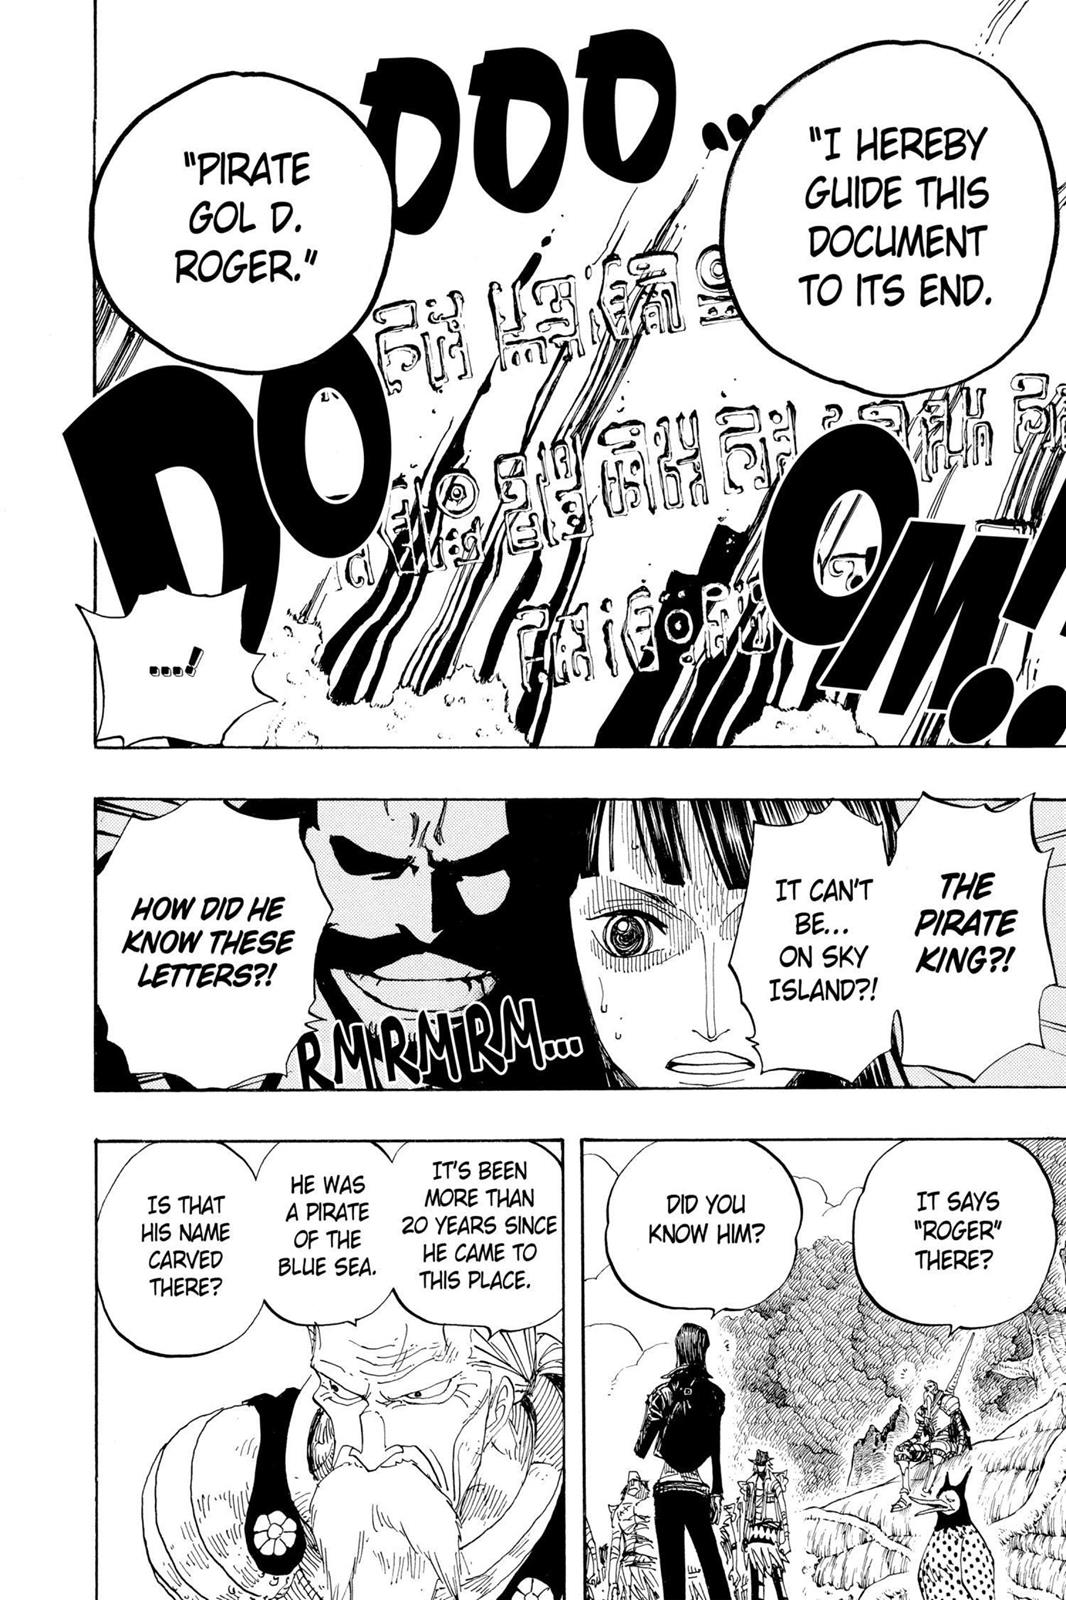 DOOO...
"I HEREBY
GUIDE THIS
DOCUMENT
TO ITS END.
"PIRATE
GOL D.
ROGER."
DO
OM!!
...!
THE
PIRATE
KING?!
IT CAN'T
BE...
ON SKY
ISLAND?!
HOW DID HE
KNOW THESE
LETTERS?!
RMRMRM...
IT SAYS
"ROGER"
THERE?
DID YOU
KNOW HIM?
IT'S BEEN
MORE THAN
20 YEARS SINCE
HE CAME TO
THIS PLACE.
HE WAS
A PIRATE
OF THE
BLUE SEA.
IS THAT
HIS NAME
CARVED
THERE?